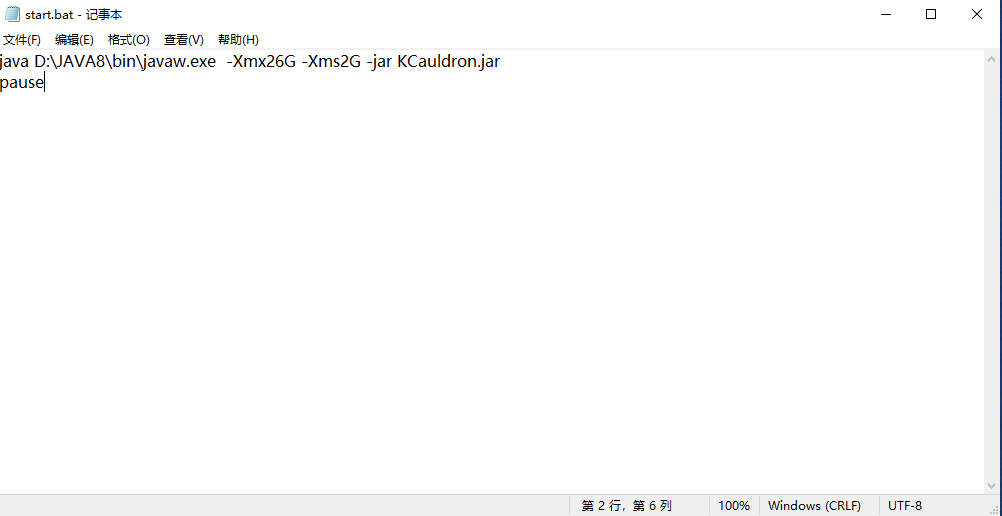 start.bat - 记事本
文件(F) 编辑(E) 格式(O) 查看(V) 帮助(H)
java D:\JAVA8\bin\javaw.exe  -Xmx26G -Xms2G -jar KCauldron.jar
pause
第 2 行，第 6 列 100% Windows (CRLF) UTF-8